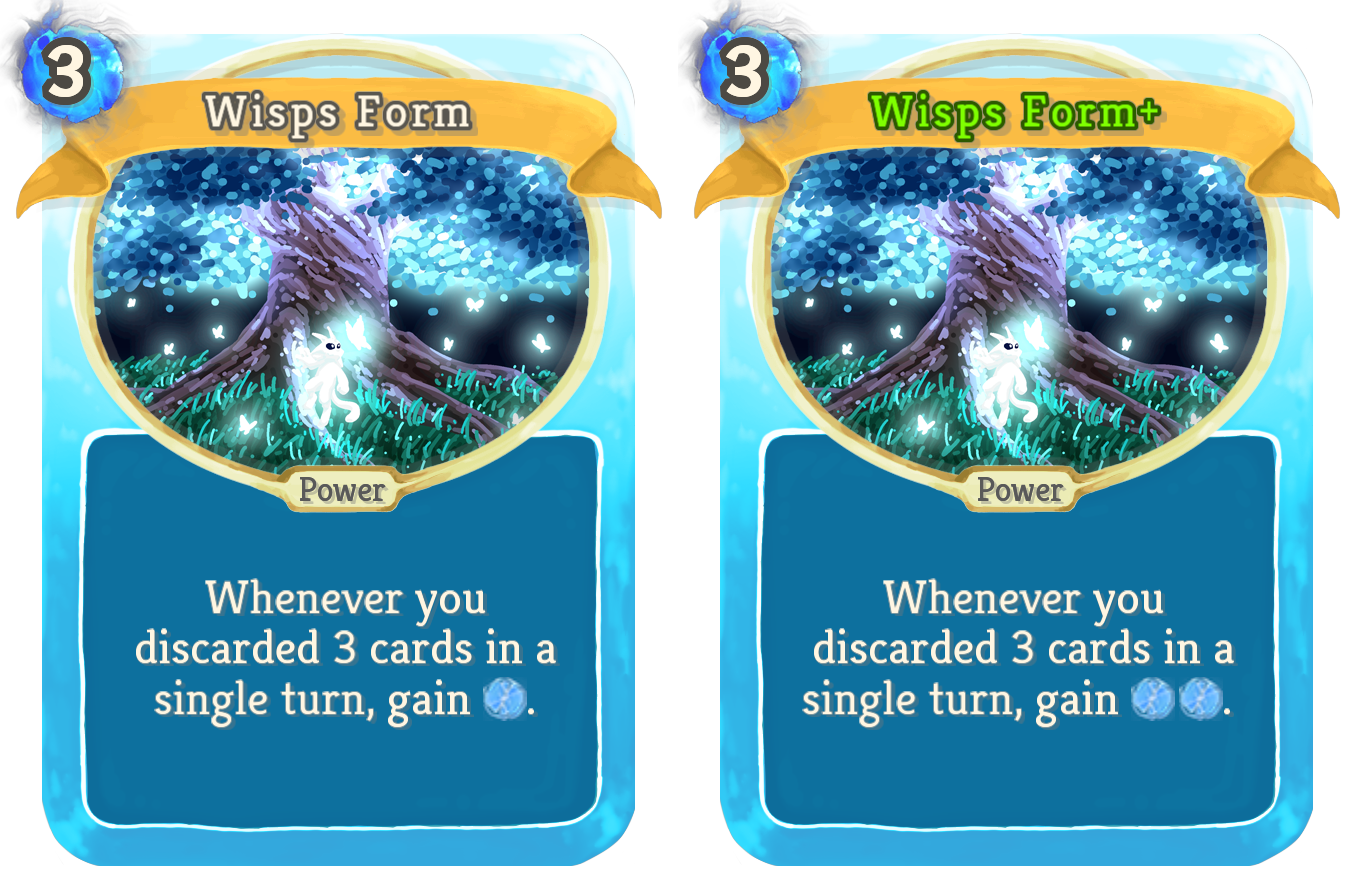 3
Wisps Form
Power
Whenever you
discarded 3 cards in a
single turn, gain .
3
Wisps Form+
Power
Whenever you
discarded 3 cards in a
single turn, gain .